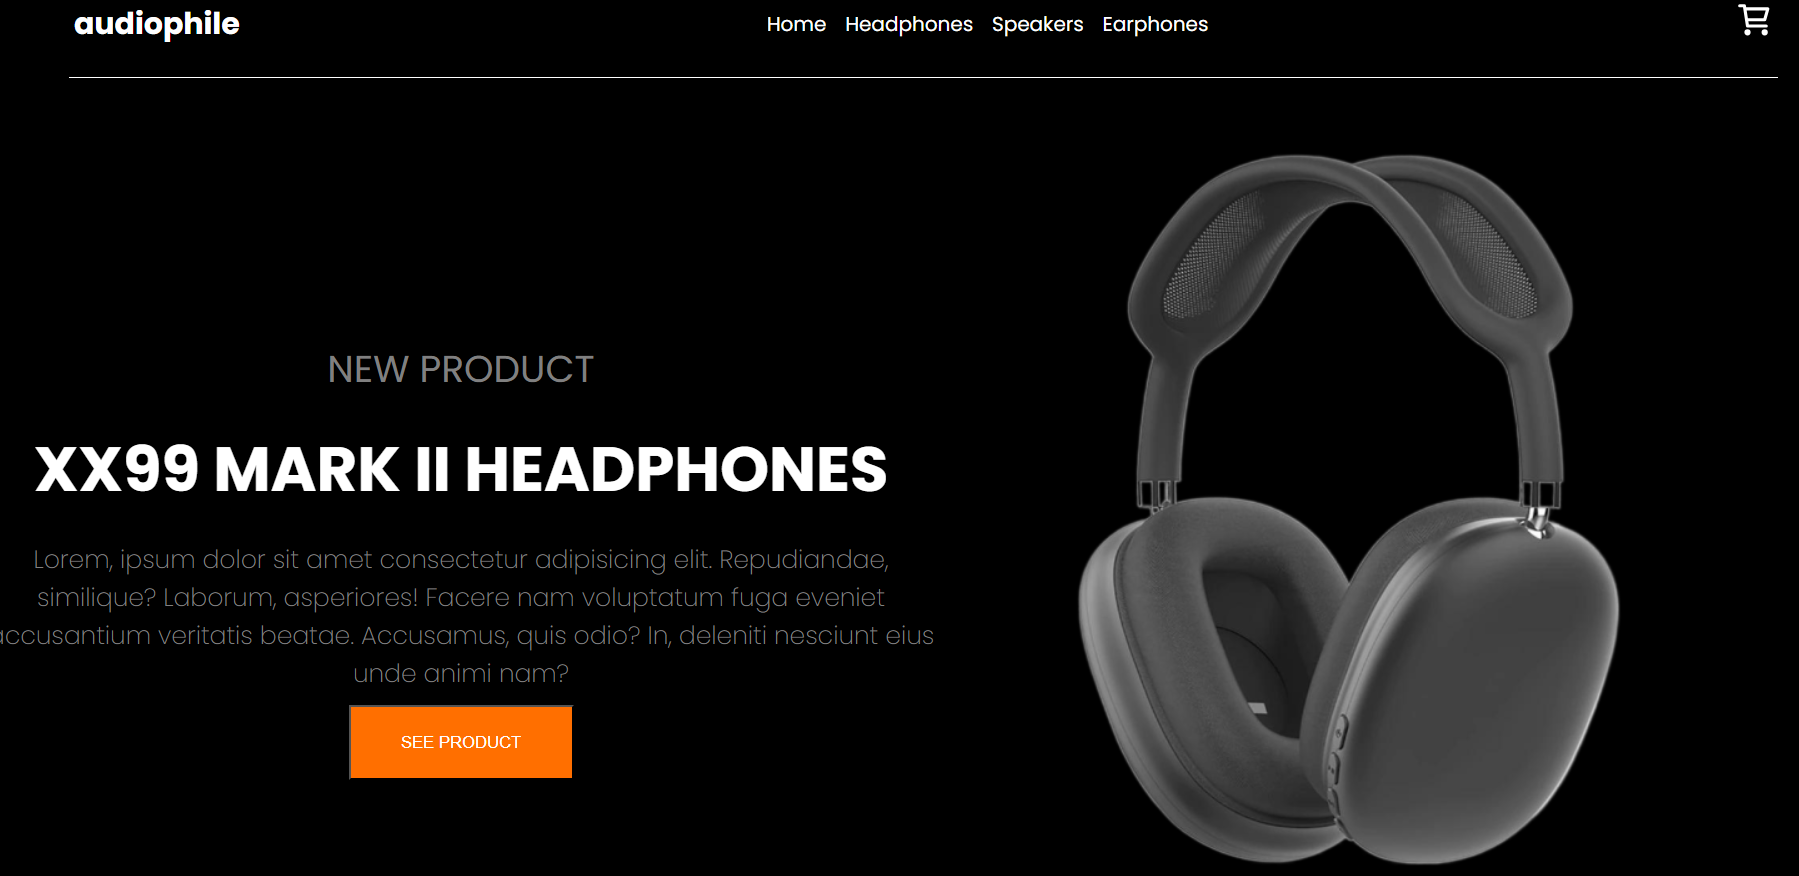 audiophile
Home Headphones Speakers Earphones
NEW PRODUCT
XX99 MARK II HEADPHONES
Lorem, ipsum dolor sit amet consectetur adipisicing elit. Repudiandae,
similique? Laborum, asperiores! Facere nam voluptatum fuga eveniet
accusantium veritatis beatae. Accusamus, quis odio? In, deleniti nesciunt eius
unde animi nam?
SEE PRODUCT